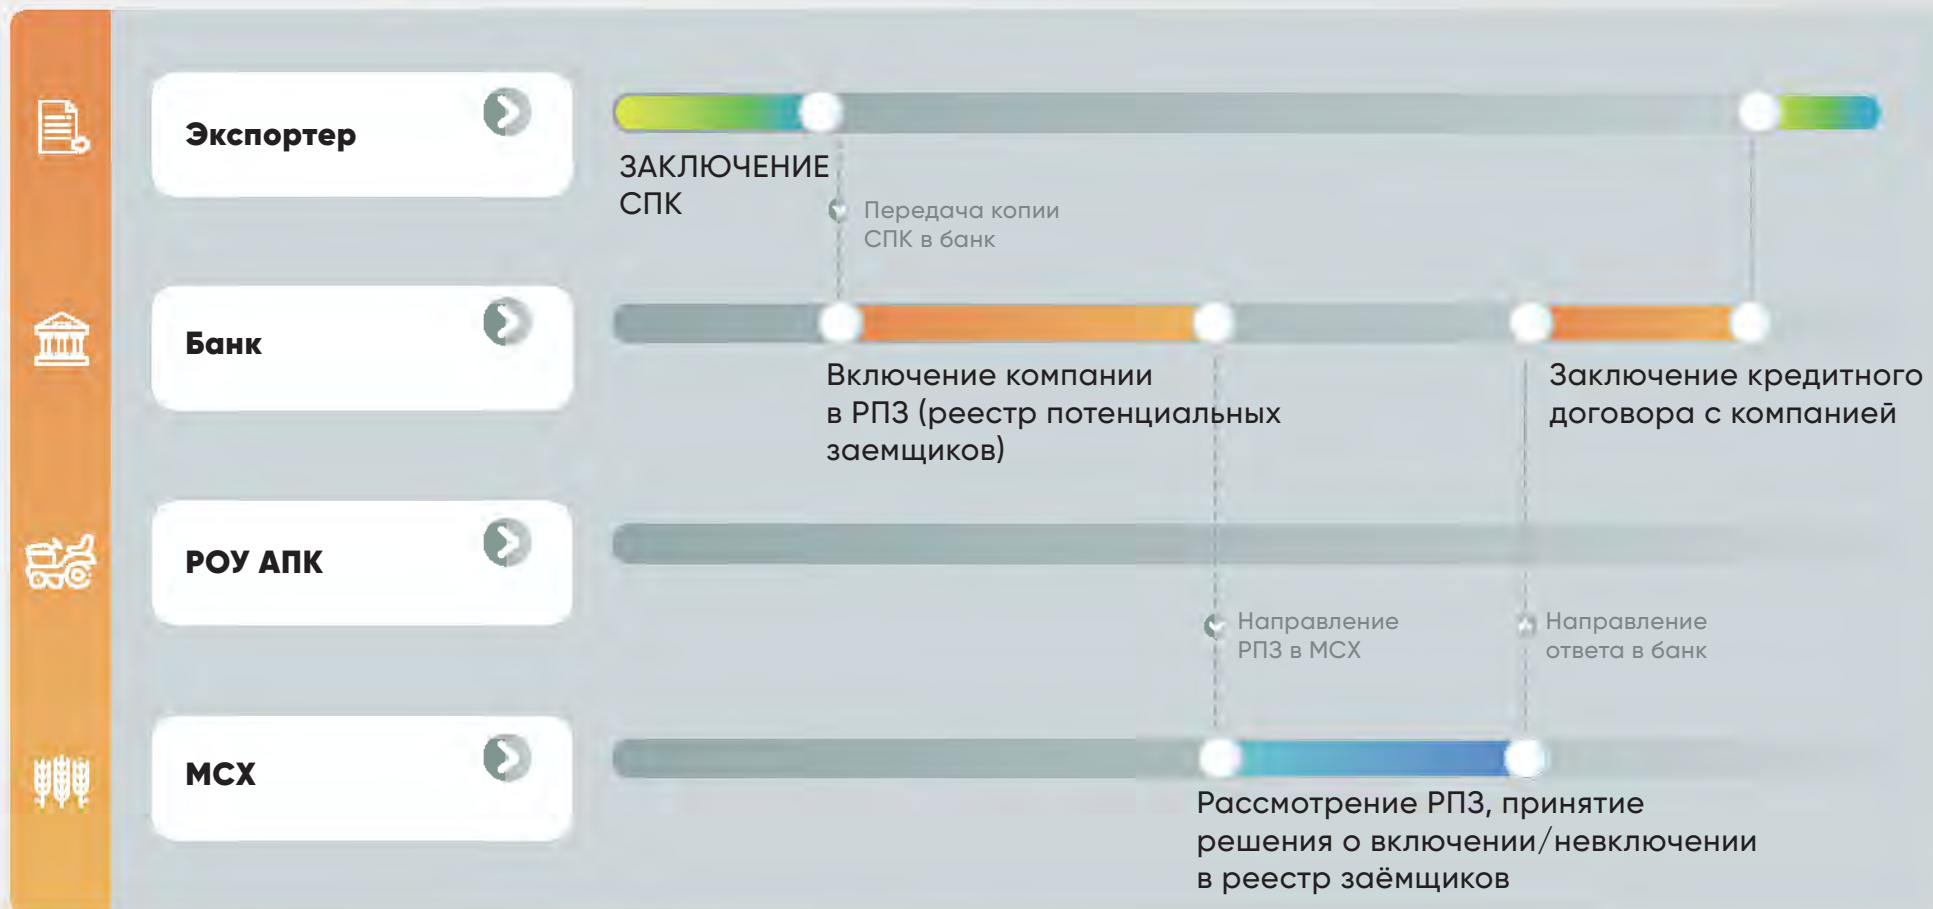 Экспортер
ЗАКЛЮЧЕНИЕ
СПК
Передача копии
СПК в банк
Банк
Включение компании
в РПЗ (реестр потенциальных
заемщиков)
Заключение кредитного
договора с компанией
РОУ АПК
Направление
РПЗ в МСХ
Направление
ответа в банк
МСХ
Рассмотрение РПЗ, принятие
решения о включении/невключении
в реестр заёмщиков